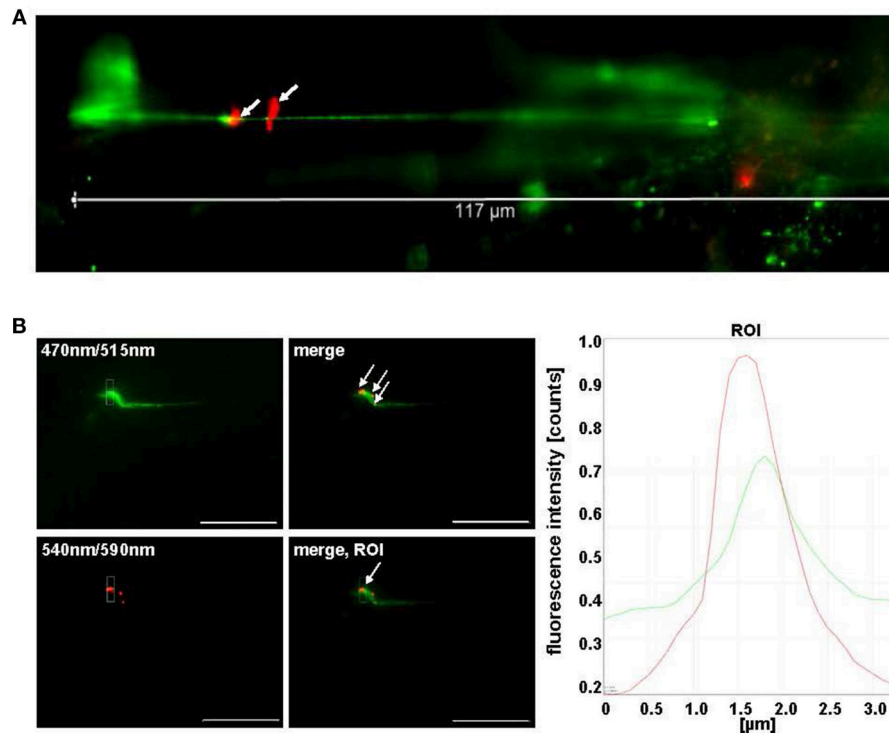 A
117 µm
B
470nm/515nm
merge
540nm/590nm
merge, ROI
ROI
fluorescence intensity [counts]
1.0
0.9
0.8
0.7
0.6
0.5
0.4
0.3
0.2
0 0.5 1.0 1.5 2.0 2.5 3.0
[µm]